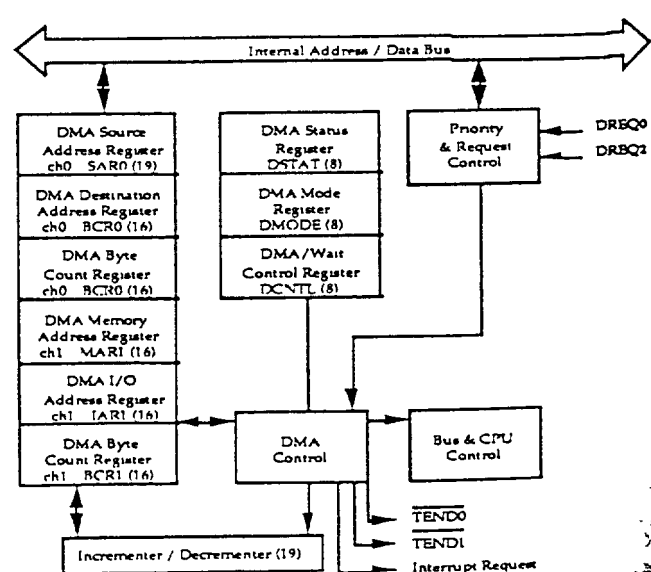 Internal Address / Data Bus
DMA Source
Address Register
ch0 SAR0 (19)
DMA Destination
Address Register
ch0 BCR0 (16)
DMA Byte
Count Register
ch0 BCR0 (16)
DMA Memory
Address Register
ch1 MAR1 (16)
DMA I/O
Address Register
ch1 IAR1 (16)
DMA Byte
Count Register
ch1 BCR1 (16)
DMA Status
Register
DSTAT (8)
DMA Mode
Register
DMODE (8)
DMA/Wait
Control Register
DCNTL (8)
Priority
& Request
Control
DREQ0
DREQ2
DMA
Control
Bus & CPU
Control
TEND0
TEND1
Interrupt Request
Incrementer / Decrementer (19)